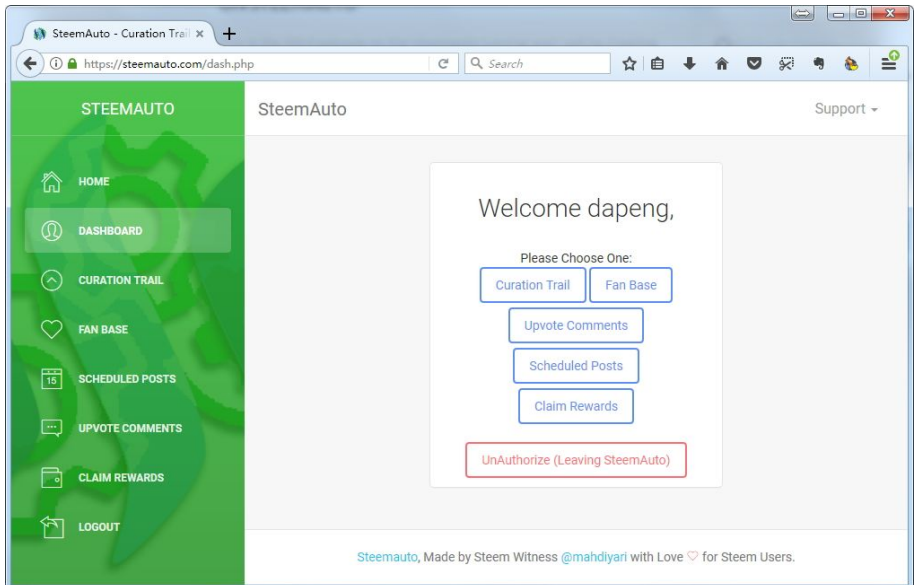 SteemAuto - Curation Trail
https://steemauto.com/dash.php
Search
STEEMAUTO
SteemAuto
Support
HOME
DASHBOARD
CURATION TRAIL
FAN BASE
15
SCHEDULED POSTS
UPVOTE COMMENTS
CLAIM REWARDS
LOGOUT
Welcome dapeng,
Please Choose One:
Curation Trail
Fan Base
Upvote Comments
Scheduled Posts
Claim Rewards
UnAuthorize (Leaving SteemAuto)
Steemauto, Made by Steem Witness @mahdiyari with Love ♡ for Steem Users.